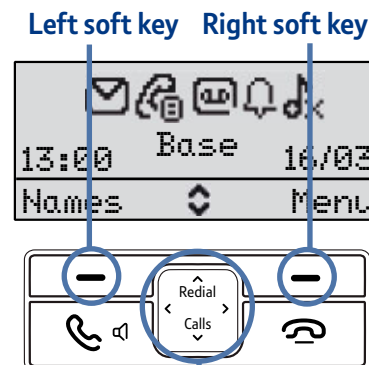 Left soft key Right soft key
Base
13:00 16/03
Names Menu
Redial
Calls